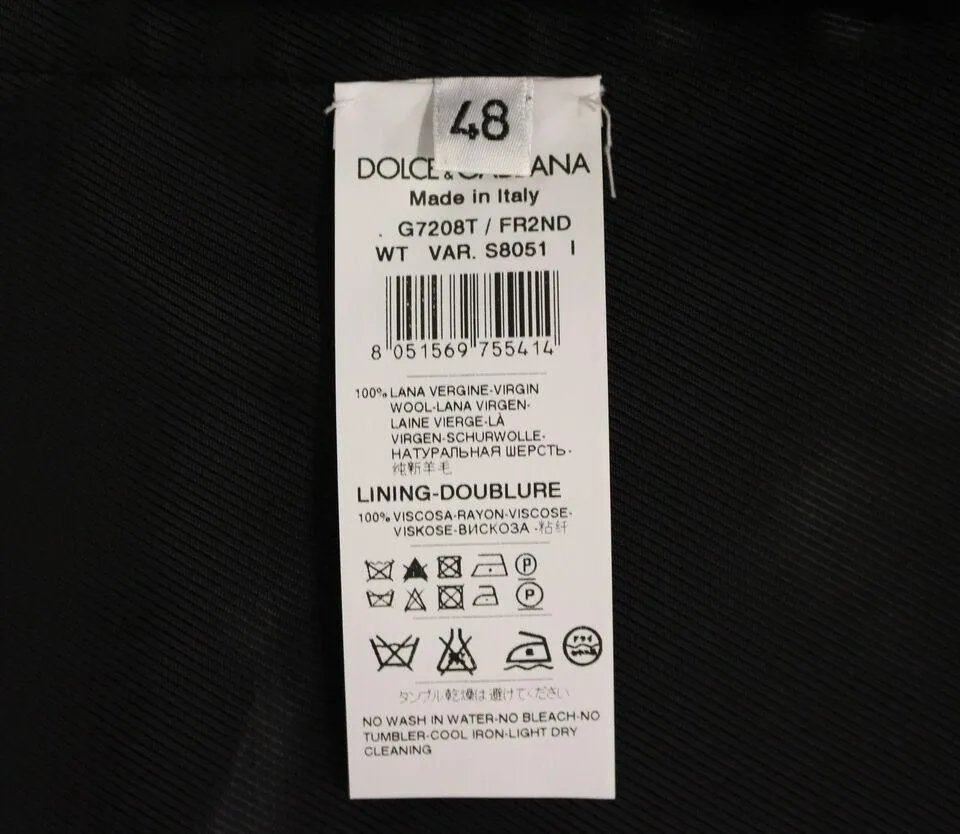 48
DOLCE & GABBANA
Made in Italy
. G7208T / FR2ND
WT VAR. S8051 I
8 051569 755414
100% LANA VERGINE-VIRGIN
WOOL-LANA VIRGEN-
LAINE VIERGE-LÀ
VIRGEN-SCHURWOLLE-
НАТУРАЛЬНАЯ ШЕРСТЬ-
纯新羊毛
LINING-DOUBLURE
100% VISCOSA-RAYON-VISCOSE-
VISKOSE-ВИСКОЗА -粘纤
P
P
ドライ
タンブル乾燥は避けてください
NO WASH IN WATER-NO BLEACH-NO
TUMBLER-COOL IRON-LIGHT DRY
CLEANING